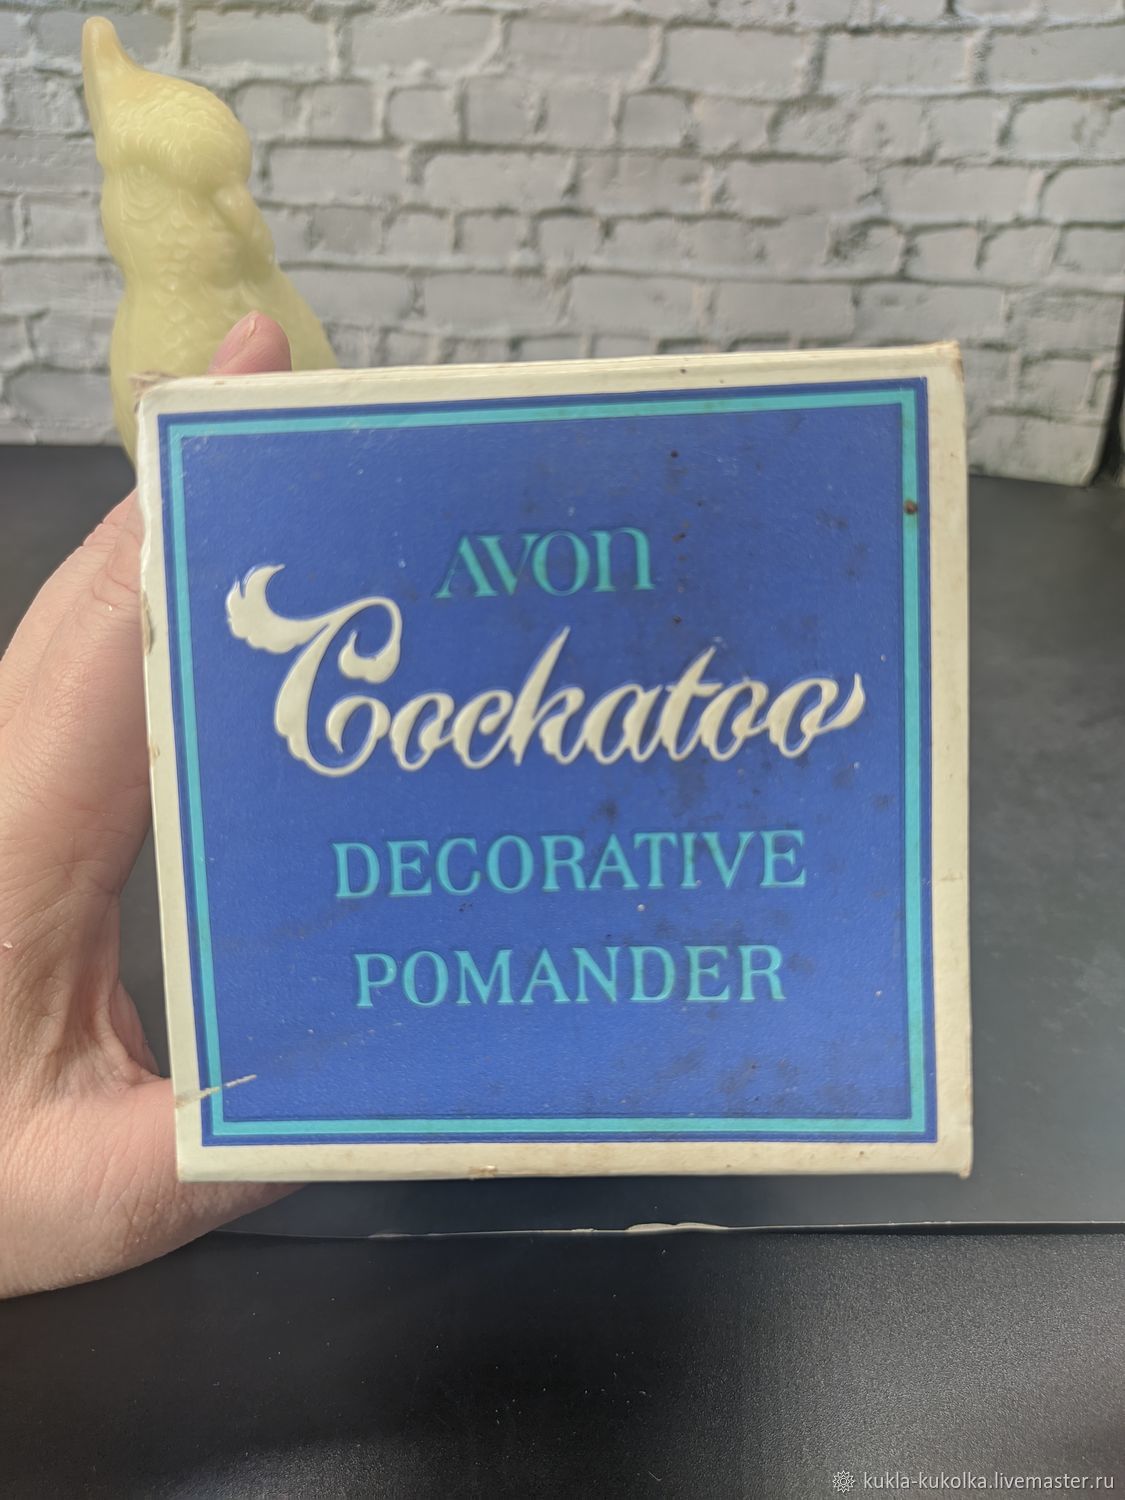 AVON
Cockatoo
DECORATIVE
POMANDER
kukla-kukolka.livemaster.ru